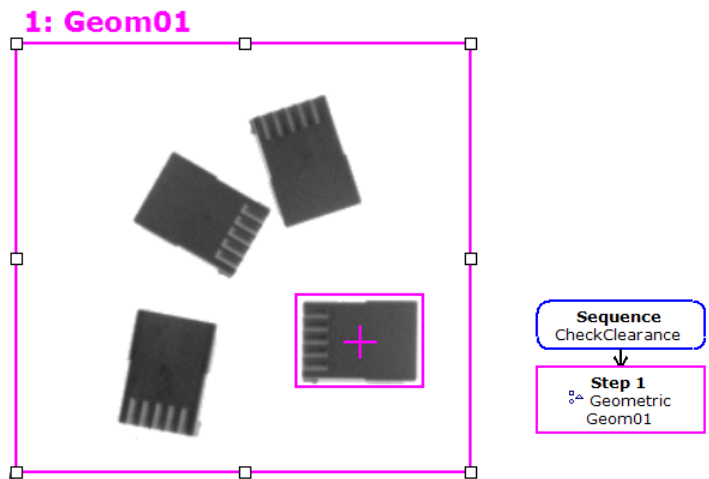 1: Geom01
Sequence
CheckClearance
Step 1
Geometric
Geom01